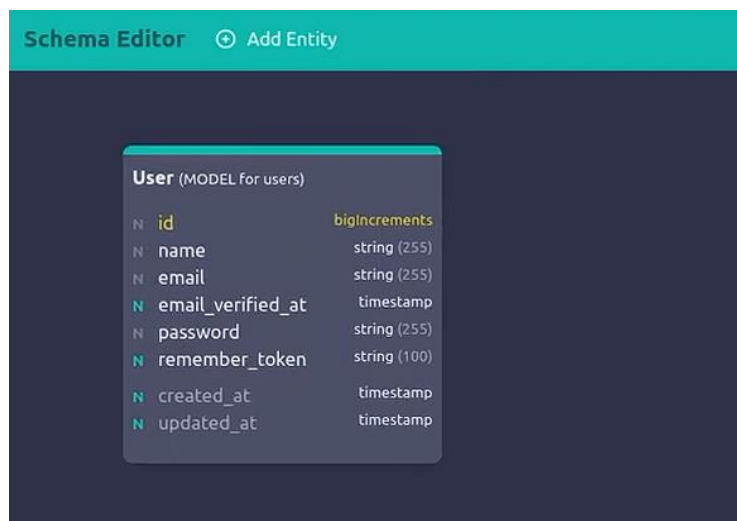 Schema Editor Add Entity
User (MODEL for users)
N id bigIncrements
N name string (255)
N email string (255)
N email_verified_at timestamp
N password string (255)
N remember_token string (100)
N created_at timestamp
N updated_at timestamp